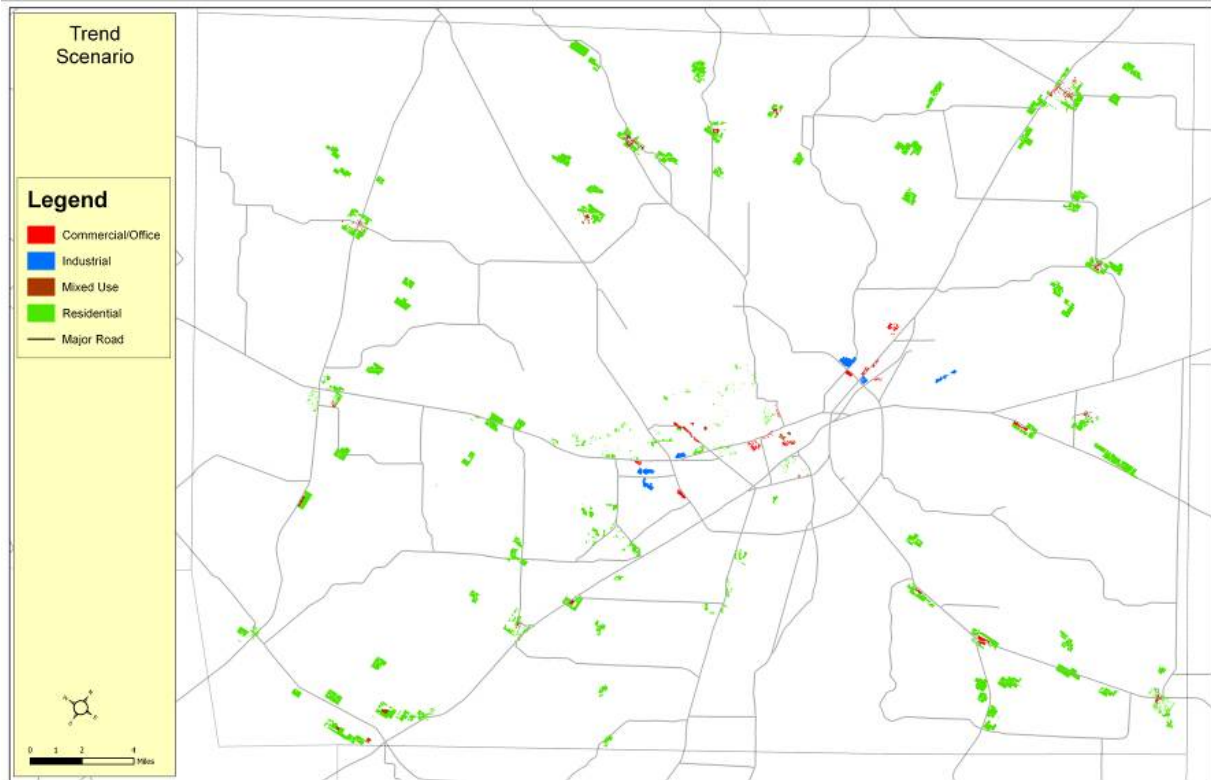 Trend
Scenario
Legend
Commercial/Office
Industrial
Mixed Use
Residential
Major Road
0 1 2 4
Miles